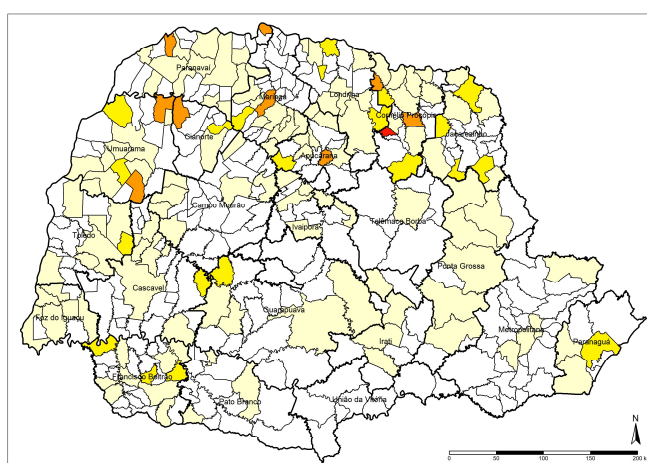 Paranavaí
Maringá
Londrina
Cornélio Procópio
Jacarezinho
Cianorte
Umuarama
Apucarana
Campo Mourão
Telêmaco Borba
Ivaiporã
Toledo
Ponta Grossa
Cascavel
Guarapuava
Foz do Iguaçu
Metropolitana
Irati
Paranaguá
Francisco Beltrão
Pato Branco
União da Vitória
N
0 50 100 150 200 k